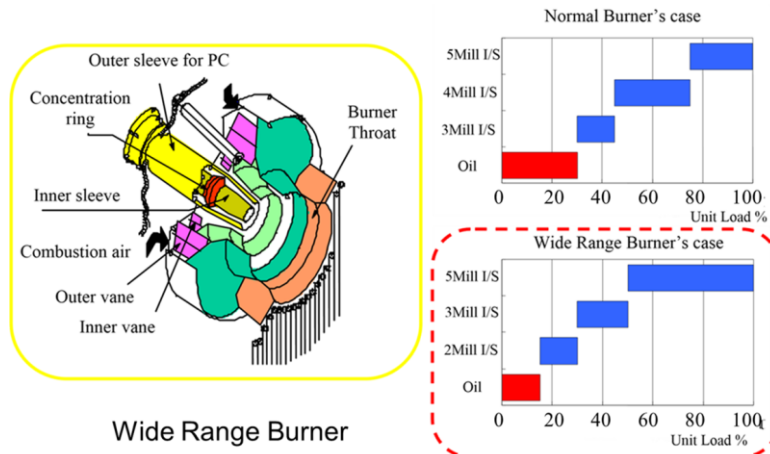 Outer sleeve for PC
Concentration
ring
Burner
Throat
Inner sleeve
Combustion air
Outer vane
Inner vane
Wide Range Burner
Normal Burner's case
5Mill I/S
4Mill I/S
3Mill I/S
Oil
0 20 40 60 80 100
Unit Load %
Wide Range Burner's case
5Mill I/S
3Mill I/S
2Mill I/S
Oil
0 20 40 60 80 100
Unit Load %